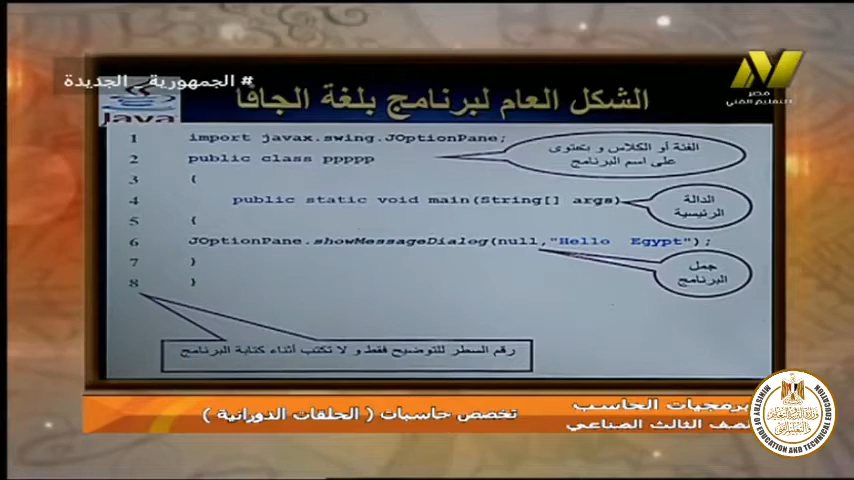 # الجمهورية_الجديدة
مصر
التعليم الفني
Java
الشكل العام لبرنامج بلغة الجافا
1 import javax.swing.JOptionPane;
2 public class ppppp
3 {
4 public static void main(String[] args)
5 {
6 JOptionPane.showMessageDialog(null,"Hello Egypt");
7 }
8 }
الفئة أو الكلاس و يحتوى
على اسم البرنامج
الدالة
الرئيسية
جمل
البرنامج
رقم السطر للتوضيح فقط و لا تكتب أثناء كتابة البرنامج
برمجيات الحاسب
الصف الثالث الصناعي
تخصص حاسبات ( الحلقات الدورانية )
MINISTRY OF EDUCATION AND TECHNICAL EDUCATION